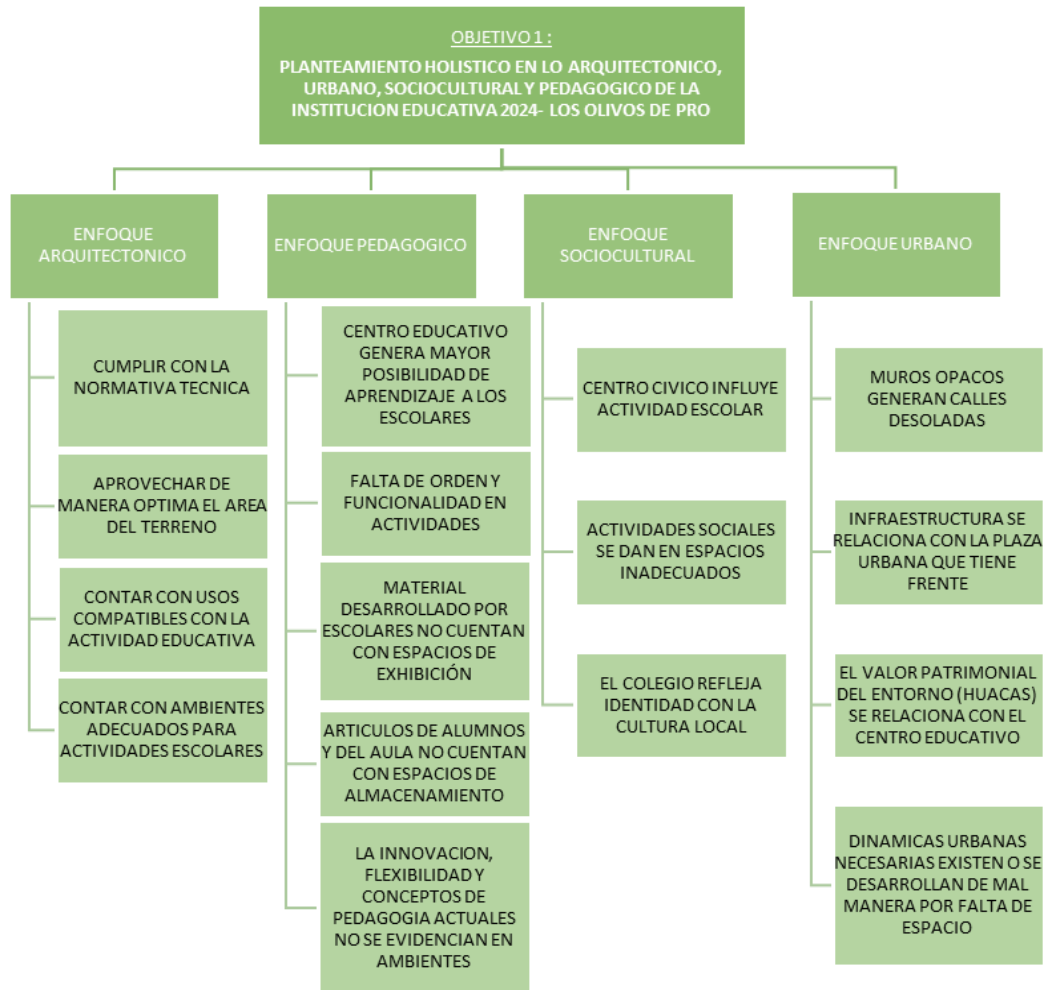 OBJETIVO 1 :
PLANTEAMIENTO HOLISTICO EN LO ARQUITECTONICO,
URBANO, SOCIOCULTURAL Y PEDAGOGICO DE LA
INSTITUCION EDUCATIVA 2024- LOS OLIVOS DE PRO
ENFOQUE
ARQUITECTONICO
CUMPLIR CON LA
NORMATIVA TECNICA
APROVECHAR DE
MANERA OPTIMA EL AREA
DEL TERRENO
CONTAR CON USOS
COMPATIBLES CON LA
ACTIVIDAD EDUCATIVA
CONTAR CON AMBIENTES
ADECUADOS PARA
ACTIVIDADES ESCOLARES
ENFOQUE PEDAGOGICO
CENTRO EDUCATIVO
GENERA MAYOR
POSIBILIDAD DE
APRENDIZAJE A LOS
ESCOLARES
FALTA DE ORDEN Y
FUNCIONALIDAD EN
ACTIVIDADES
MATERIAL
DESARROLLADO POR
ESCOLARES NO CUENTAN
CON ESPACIOS DE
EXHIBICIÓN
ARTICULOS DE ALUMNOS
Y DEL AULA NO CUENTAN
CON ESPACIOS DE
ALMACENAMIENTO
LA INNOVACION,
FLEXIBILIDAD Y
CONCEPTOS DE
PEDAGOGIA ACTUALES
NO SE EVIDENCIAN EN
AMBIENTES
ENFOQUE
SOCIOCULTURAL
CENTRO CIVICO INFLUYE
ACTIVIDAD ESCOLAR
ACTIVIDADES SOCIALES
SE DAN EN ESPACIOS
INADECUADOS
EL COLEGIO REFLEJA
IDENTIDAD CON LA
CULTURA LOCAL
ENFOQUE URBANO
MUROS OPACOS
GENERAN CALLES
DESOLADAS
INFRAESTRUCTURA SE
RELACIONA CON LA PLAZA
URBANA QUE TIENE
FRENTE
EL VALOR PATRIMONIAL
DEL ENTORNO (HUACAS)
SE RELACIONA CON EL
CENTRO EDUCATIVO
DINAMICAS URBANAS
NECESARIAS EXISTEN O SE
DESARROLLAN DE MAL
MANERA POR FALTA DE
ESPACIO